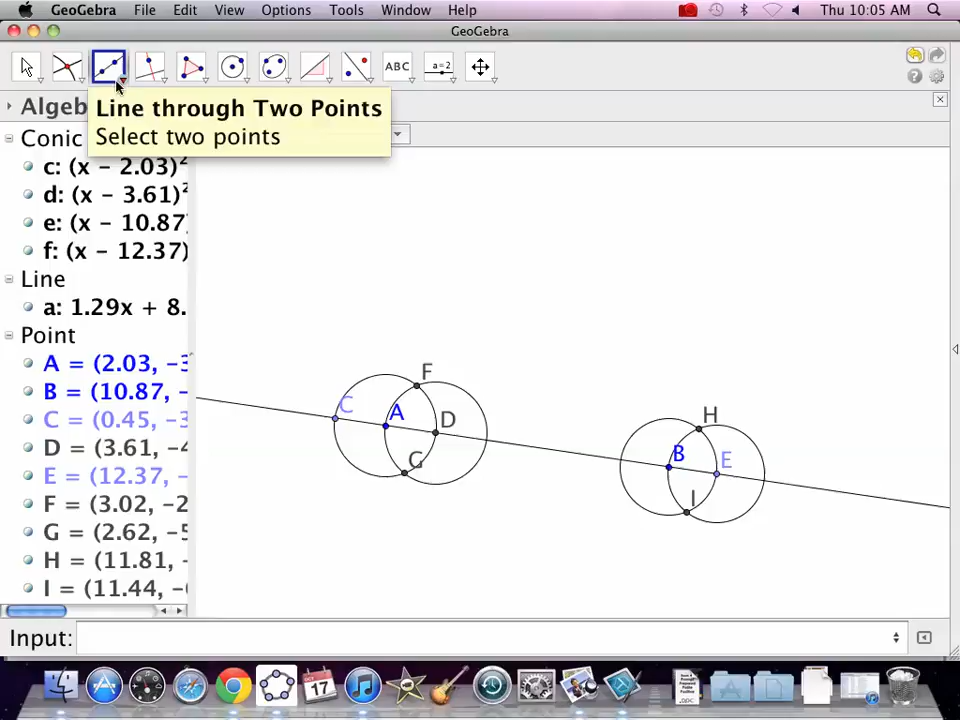 GeoGebra File Edit View Options Tools Window Help Thu 10:05 AM
GeoGebra
ABC
a=2
Algeb
Line through Two Points
Select two points
Conic
c: (x − 2.03)²
d: (x − 3.61)²
e: (x − 10.87)
f: (x − 12.37)
Line
a: 1.29x + 8.
Point
A = (2.03, −3
B = (10.87, −
C = (0.45, −3
D = (3.61, −4
E = (12.37, −
F = (3.02, −2
G = (2.62, −5
H = (11.81, −
I = (11.44, −6
F
C
A
D
G
H
B
E
I
Input:
17